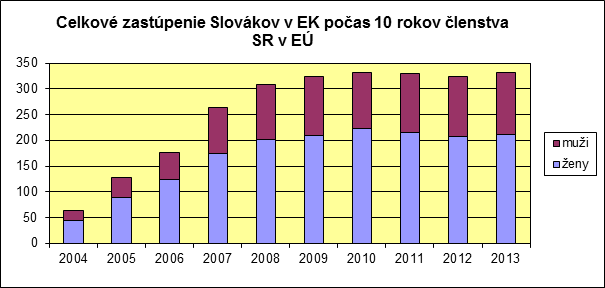 Celkové zastúpenie Slovákov v EK počas 10 rokov členstva
SR v EÚ
350
300
250
200
150
100
50
0
2004 2005 2006 2007 2008 2009 2010 2011 2012 2013
muži
ženy